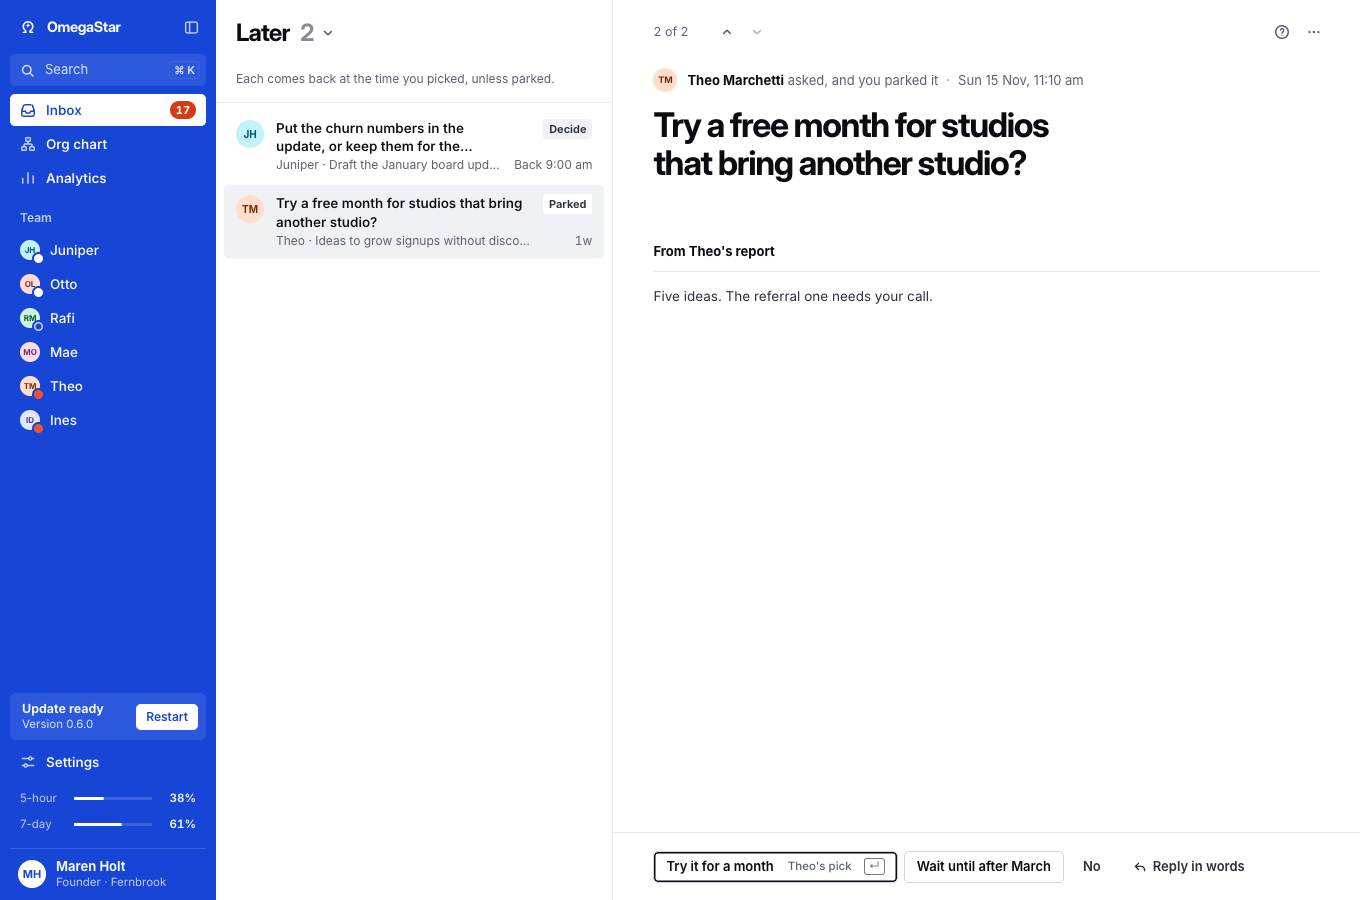 OmegaStar
Search
⌘ K
Inbox
17
Org chart
Analytics
Team
JH
Juniper
OL
Otto
RM
Rafi
MO
Mae
TM
Theo
ID
Ines
Update ready
Version 0.6.0
Restart
Settings
5-hour
38%
7-day
61%
MH
Maren Holt
Founder · Fernbrook
Later 2
Each comes back at the time you picked, unless parked.
JH
Put the churn numbers in the
update, or keep them for the…
Decide
Juniper · Draft the January board upd…
Back 9:00 am
TM
Try a free month for studios that bring
another studio?
Parked
Theo · Ideas to grow signups without disco…
1w
2 of 2
TM
Theo Marchetti asked, and you parked it · Sun 15 Nov, 11:10 am
Try a free month for studios
that bring another studio?
From Theo's report
Five ideas. The referral one needs your call.
Try it for a month Theo's pick
Wait until after March
No
Reply in words